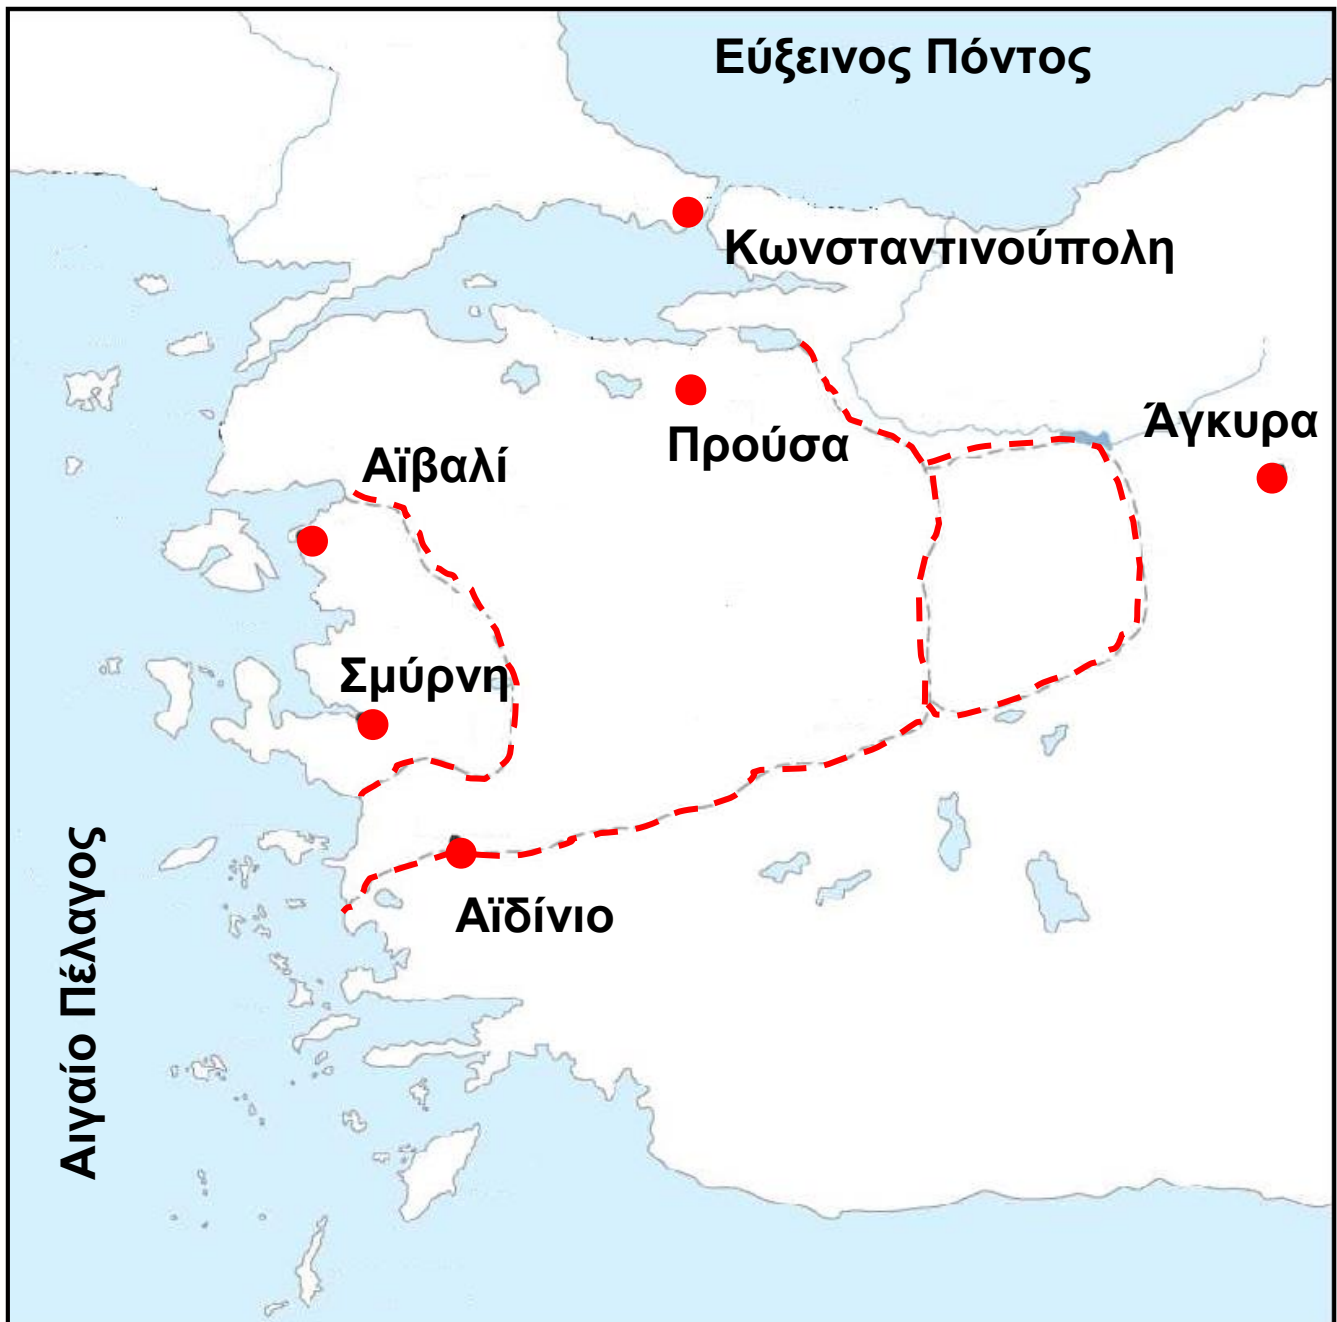 Εύξεινος Πόντος
Κωνσταντινούπολη
Άγκυρα
Προύσα
Αϊβαλί
Σμύρνη
Αϊδίνιο
Αιγαίο Πέλαγος